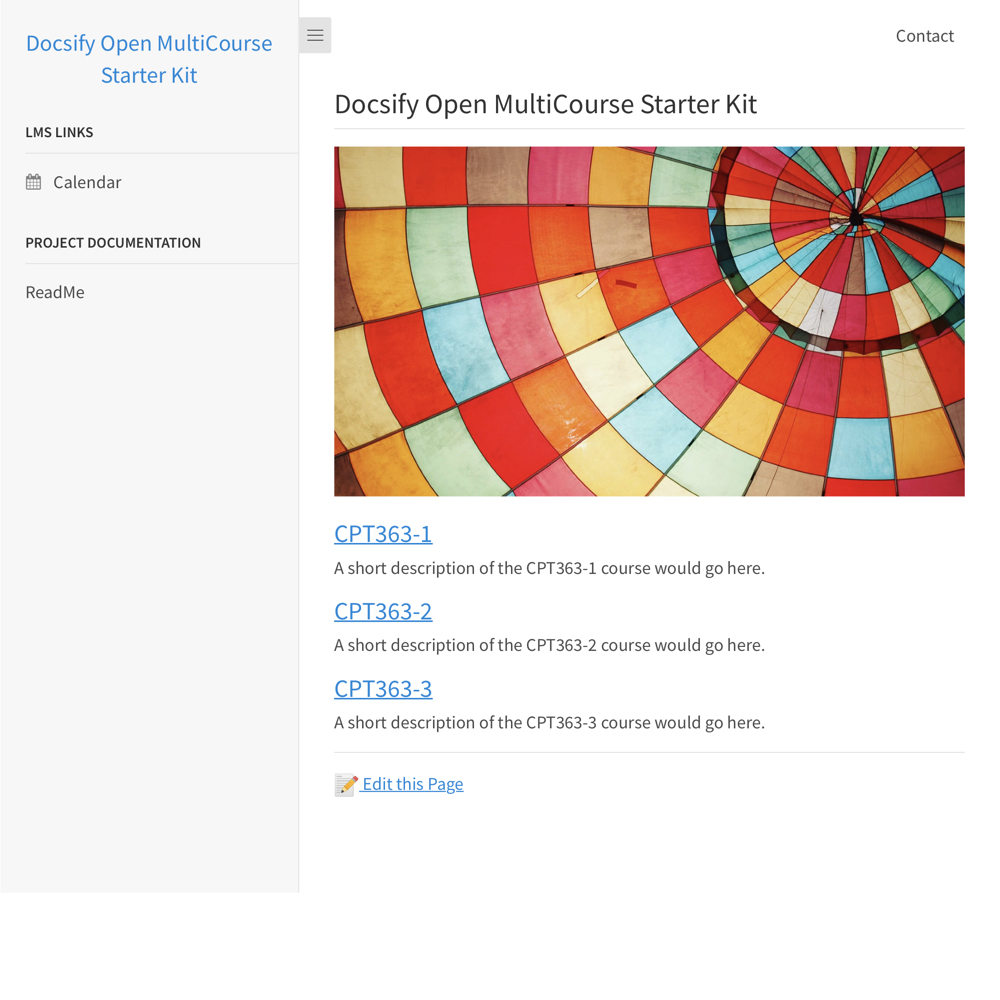 Docsify Open MultiCourse
Starter Kit
LMS LINKS
Calendar
PROJECT DOCUMENTATION
ReadMe
Contact
Docsify Open MultiCourse Starter Kit
CPT363-1
A short description of the CPT363-1 course would go here.
CPT363-2
A short description of the CPT363-2 course would go here.
CPT363-3
A short description of the CPT363-3 course would go here.
Edit this Page